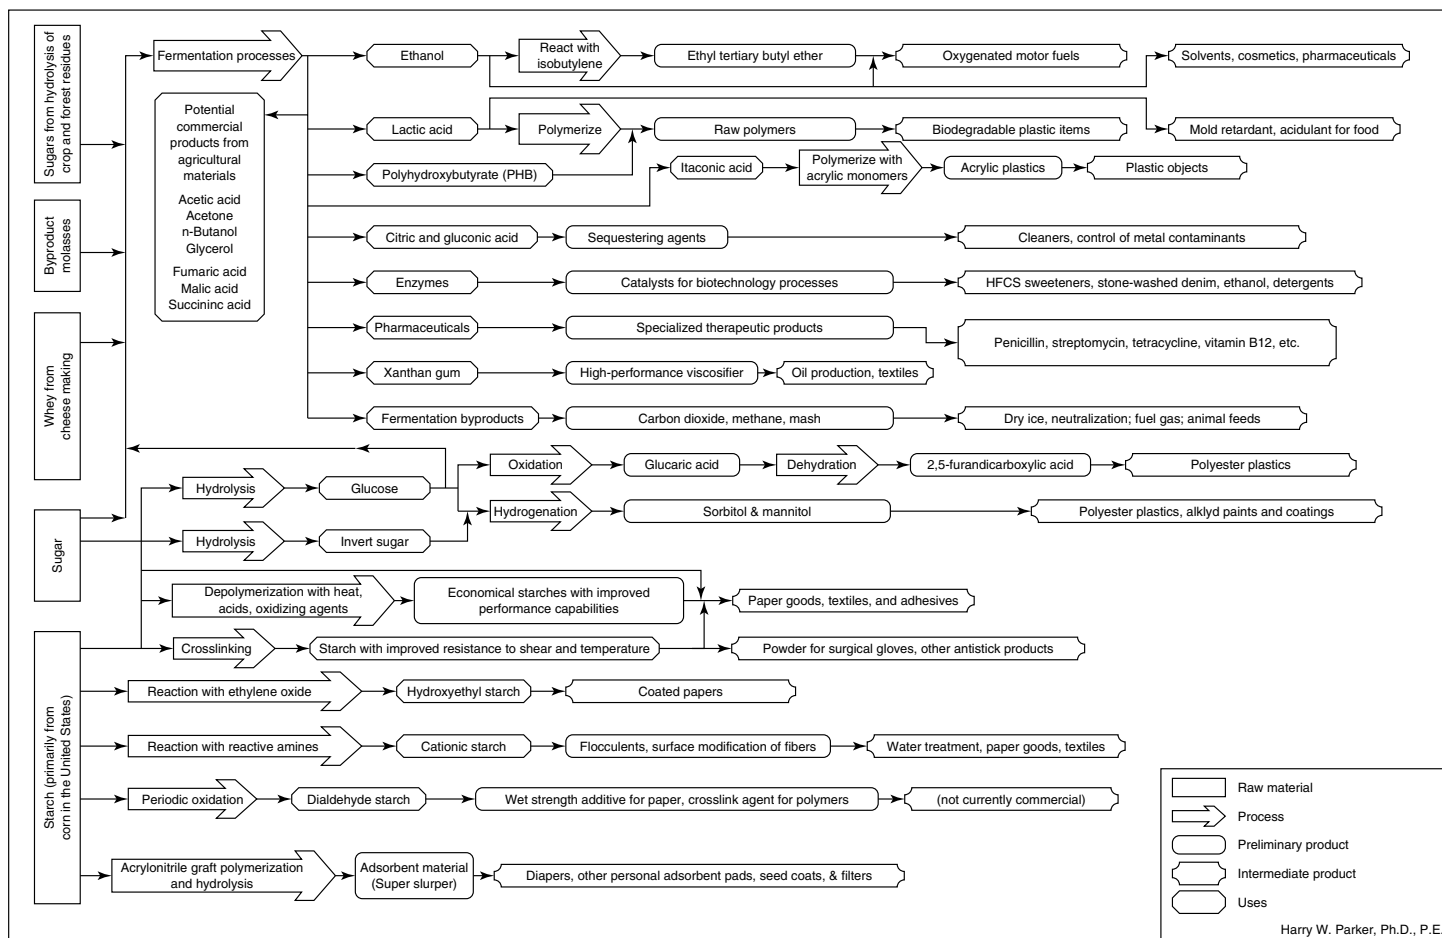 Sugars from hydrolysis of
crop and forest residues
Byproduct
molasses
Whey from
cheese making
Sugar
Starch (primarily from
corn in the United States)
Fermentation processes
Ethanol
React with
isobutylene
Ethyl tertiary butyl ether
Oxygenated motor fuels
Solvents, cosmetics, pharmaceuticals
Potential
commercial
products from
agricultural
materials
Acetic acid
Acetone
n-Butanol
Glycerol
Fumaric acid
Malic acid
Succininc acid
Lactic acid
Polymerize
Raw polymers
Biodegradable plastic items
Mold retardant, acidulant for food
Polyhydroxybutyrate (PHB)
Itaconic acid
Polymerize with
acrylic monomers
Acrylic plastics
Plastic objects
Citric and gluconic acid
Sequestering agents
Cleaners, control of metal contaminants
Enzymes
Catalysts for biotechnology processes
HFCS sweeteners, stone-washed denim, ethanol, detergents
Pharmaceuticals
Specialized therapeutic products
Penicillin, streptomycin, tetracycline, vitamin B12, etc.
Xanthan gum
High-performance viscosifier
Oil production, textiles
Fermentation byproducts
Carbon dioxide, methane, mash
Dry ice, neutralization; fuel gas; animal feeds
Hydrolysis
Glucose
Oxidation
Glucaric acid
Dehydration
2,5-furandicarboxylic acid
Polyester plastics
Hydrogenation
Sorbitol & mannitol
Polyester plastics, alklyd paints and coatings
Hydrolysis
Invert sugar
Depolymerization with heat,
acids, oxidizing agents
Economical starches with improved
performance capabilities
Paper goods, textiles, and adhesives
Crosslinking
Starch with improved resistance to shear and temperature
Powder for surgical gloves, other antistick products
Reaction with ethylene oxide
Hydroxyethyl starch
Coated papers
Reaction with reactive amines
Cationic starch
Flocculents, surface modification of fibers
Water treatment, paper goods, textiles
Periodic oxidation
Dialdehyde starch
Wet strength additive for paper, crosslink agent for polymers
(not currently commercial)
Acrylonitrile graft polymerization
and hydrolysis
Adsorbent material
(Super slurper)
Diapers, other personal adsorbent pads, seed coats, & filters
Raw material
Process
Preliminary product
Intermediate product
Uses
Harry W. Parker, Ph.D., P.E.